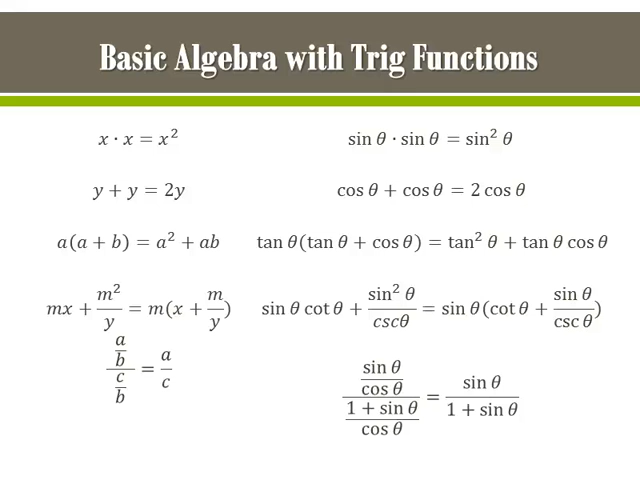 Basic Algebra with Trig Functions
x · x = x²
sin θ · sin θ = sin² θ
y + y = 2y
cos θ + cos θ = 2 cos θ
a(a + b) = a² + ab
tan θ(tan θ + cos θ) = tan² θ + tan θ cos θ
mx + m²/y = m(x + m/y)
sin θ cot θ + sin² θ/cscθ = sin θ(cot θ + sin θ/csc θ)
(a/b)/(c/b) = a/c
(sin θ/cos θ)/((1 + sin θ)/cos θ) = sin θ/(1 + sin θ)